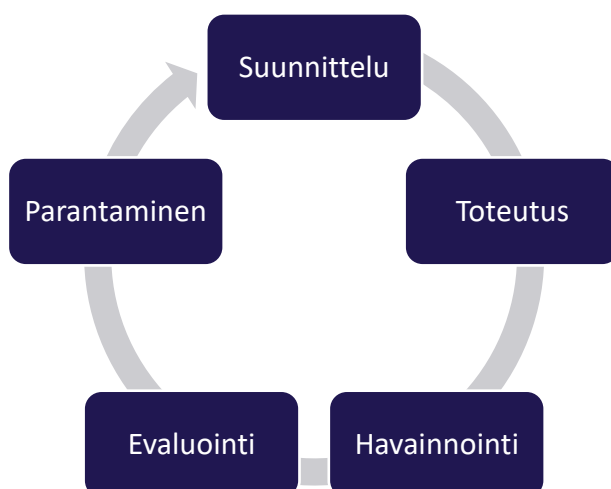 Suunnittelu
Toteutus
Havainnointi
Evaluointi
Parantaminen